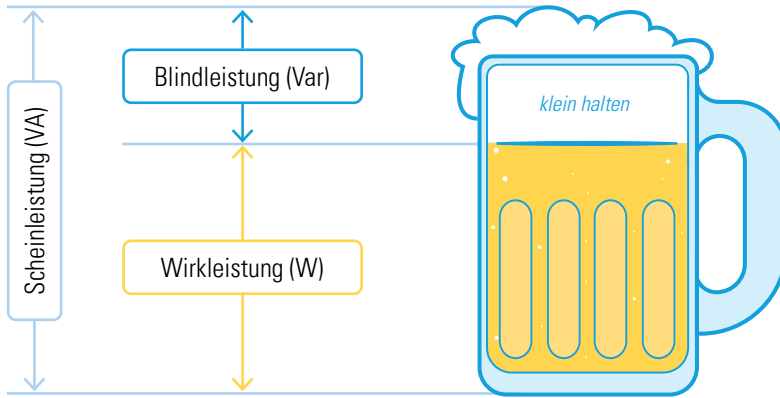 Scheinleistung (VA)
Blindleistung (Var)
Wirkleistung (W)
klein halten